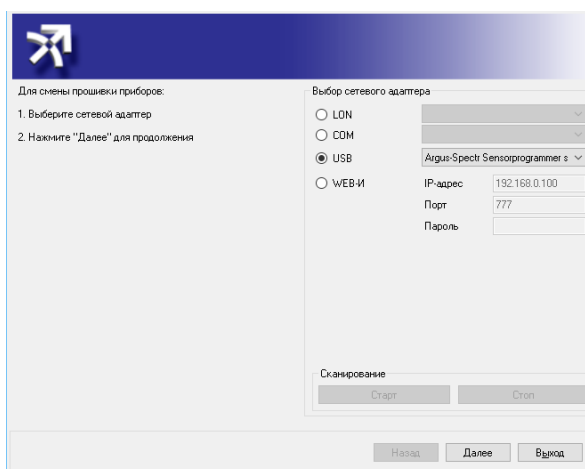 Для смены прошивки приборов:
1. Выберите сетевой адаптер
2. Нажмите "Далее" для продолжения
Выбор сетевого адаптера
LON
COM
USB Argus-Spectr Sensorprogrammer s
WEB-И IP-адрес 192.168.0.100
Порт 777
Пароль
Сканирование
Старт Стоп
Назад Далее Выход